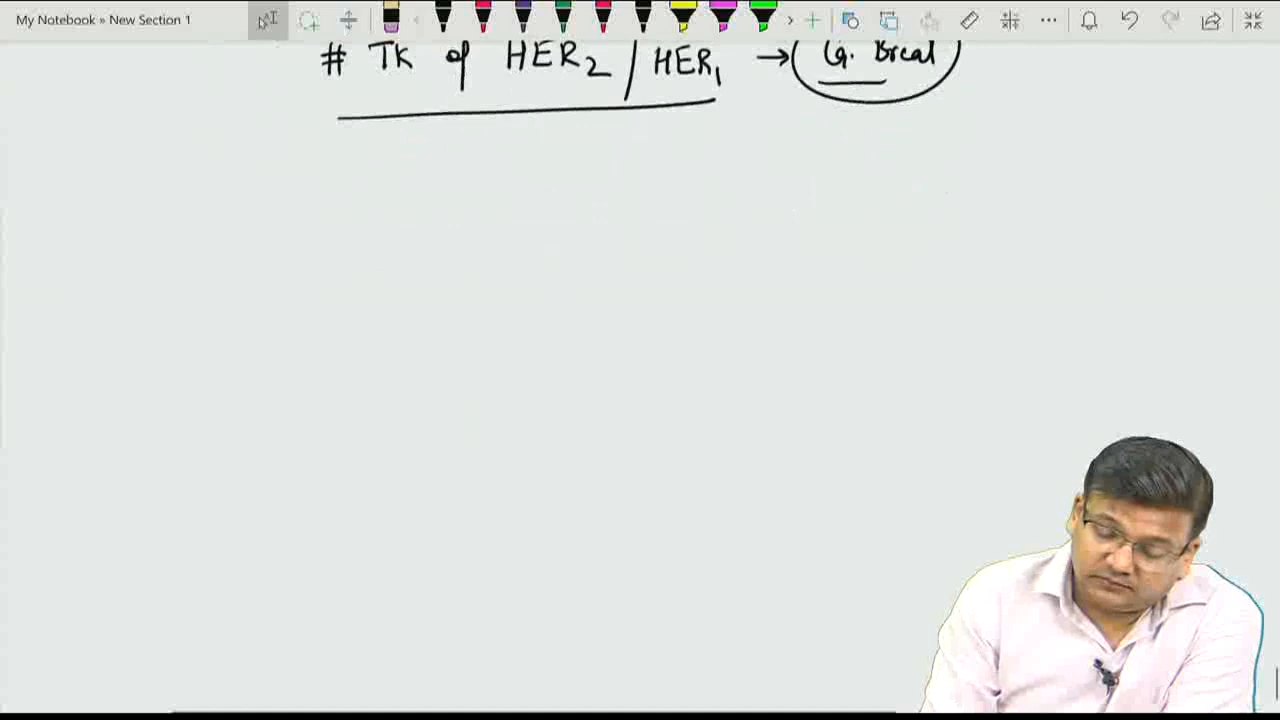 My Notebook » New Section 1
# TK of HER2 / HER1 → Ca. Breast